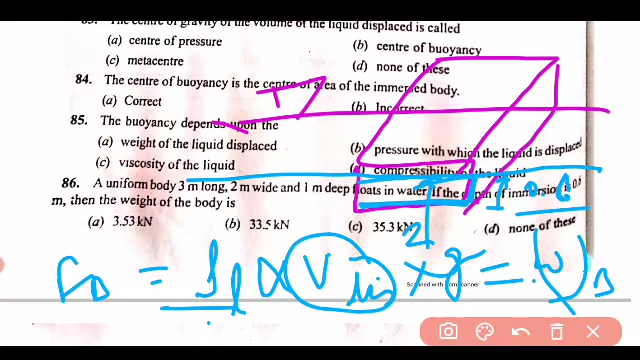 83. The centre of gravity of the volume of the liquid displaced is called
(a) centre of pressure (b) centre of buoyancy
(c) metacentre (d) none of these
84. The centre of buoyancy is the centre of area of the immersed body.
(a) Correct (b) Incorrect
85. The buoyancy depends upon the
(a) weight of the liquid displaced (b) pressure with which the liquid is displaced
(c) viscosity of the liquid (d) compressibility of the liquid
86. A uniform body 3 m long, 2 m wide and 1 m deep floats in water. If the depth of immersion is 0.6
m, then the weight of the body is
(a) 3.53 kN (b) 33.5 kN (c) 35.3 kN (d) none of these
Scanned with CamScanner